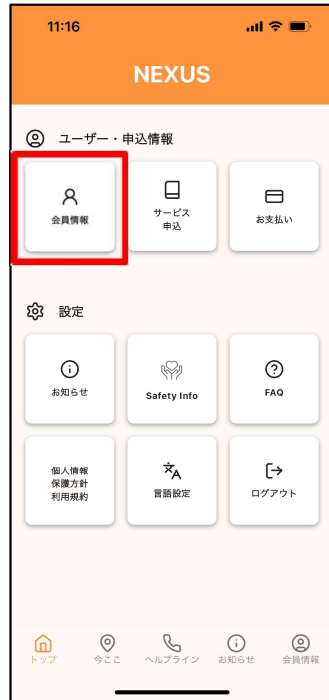 11:16
NEXUS
ユーザー・申込情報
会員情報
サービス
申込
お支払い
設定
お知らせ
Safety Info
FAQ
個人情報
保護方針
利用規約
言語設定
ログアウト
トップ
今ここ
ヘルプライン
お知らせ
会員情報